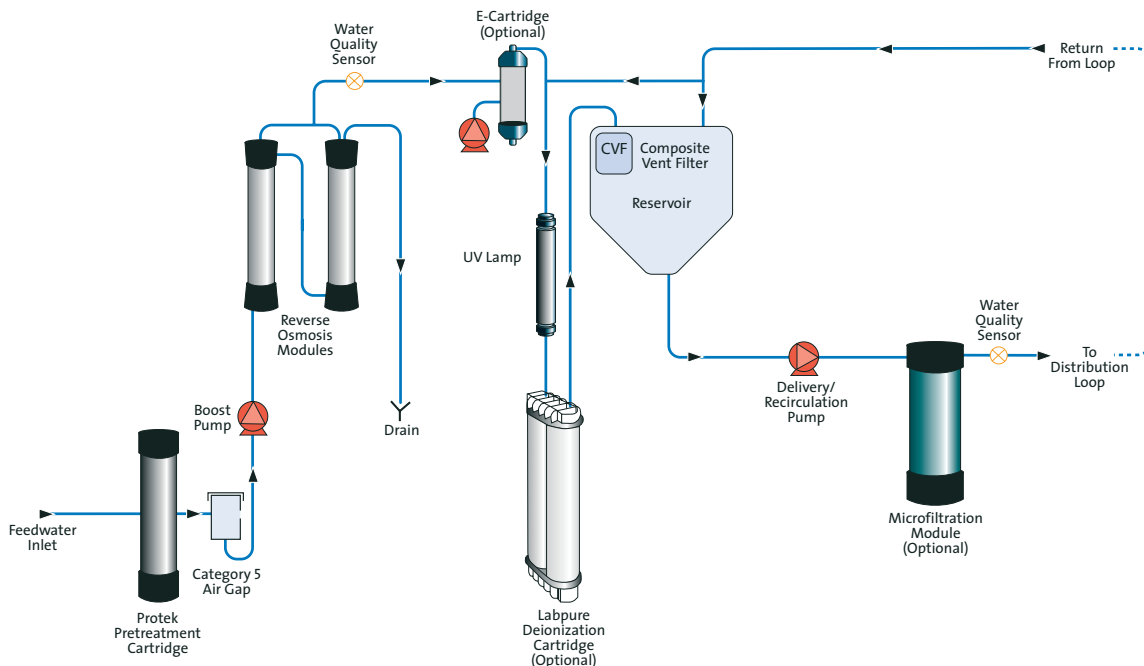 E-Cartridge
(Optional)
Water
Quality
Sensor
Return
From Loop
CVF
Composite
Vent Filter
Reservoir
UV Lamp
Reverse
Osmosis
Modules
Water
Quality
Sensor
To
Distribution
Loop
Delivery/
Recirculation
Pump
Boost
Pump
Drain
Feedwater
Inlet
Category 5
Air Gap
Microfiltration
Module
(Optional)
Protek
Pretreatment
Cartridge
Labpure
Deionization
Cartridge
(Optional)